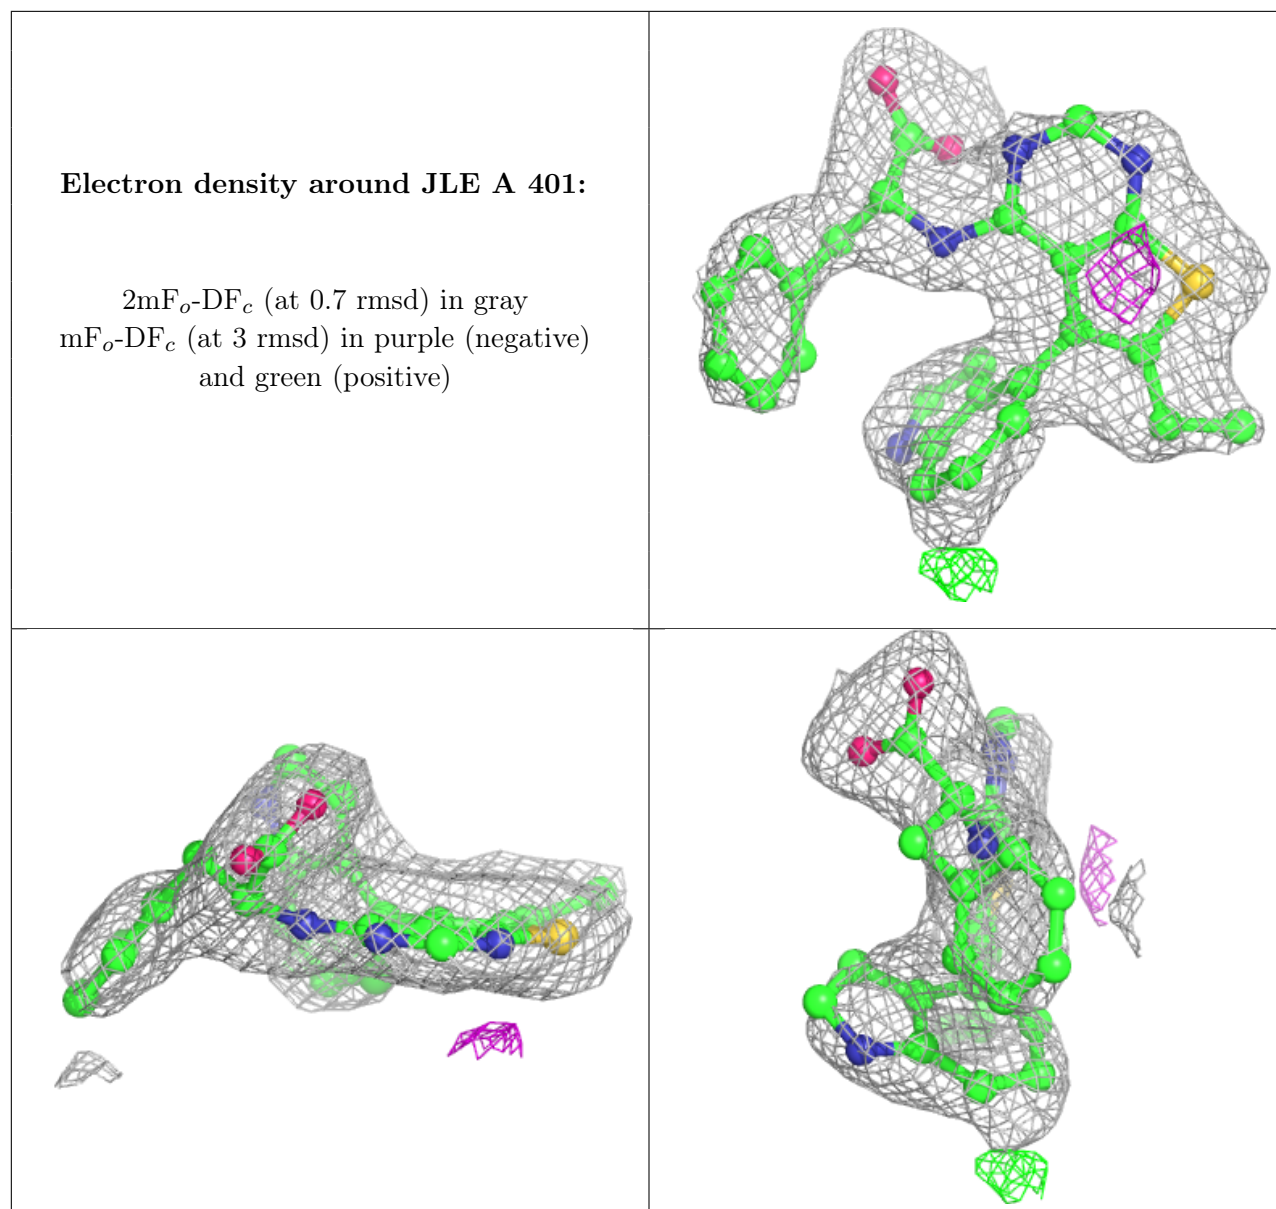 Electron density around JLE A 401:
2mFo-DFc (at 0.7 rmsd) in gray
mFo-DFc (at 3 rmsd) in purple (negative)
and green (positive)